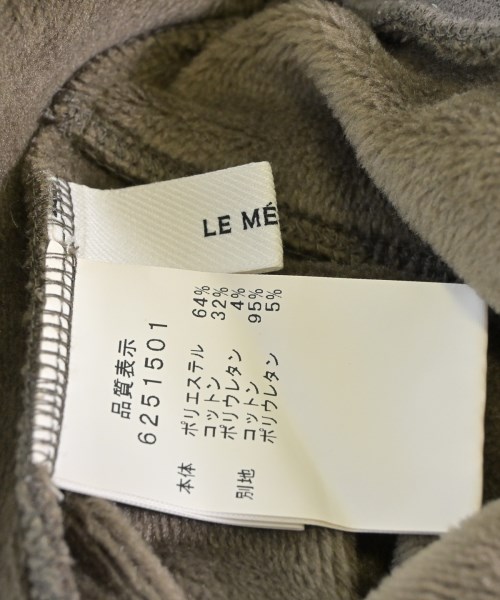 LE MÉ
品質表示
6251501
本体 ポリエステル 64%
コットン 32%
ポリウレタン 4%
別地 コットン 95%
ポリウレタン 5%